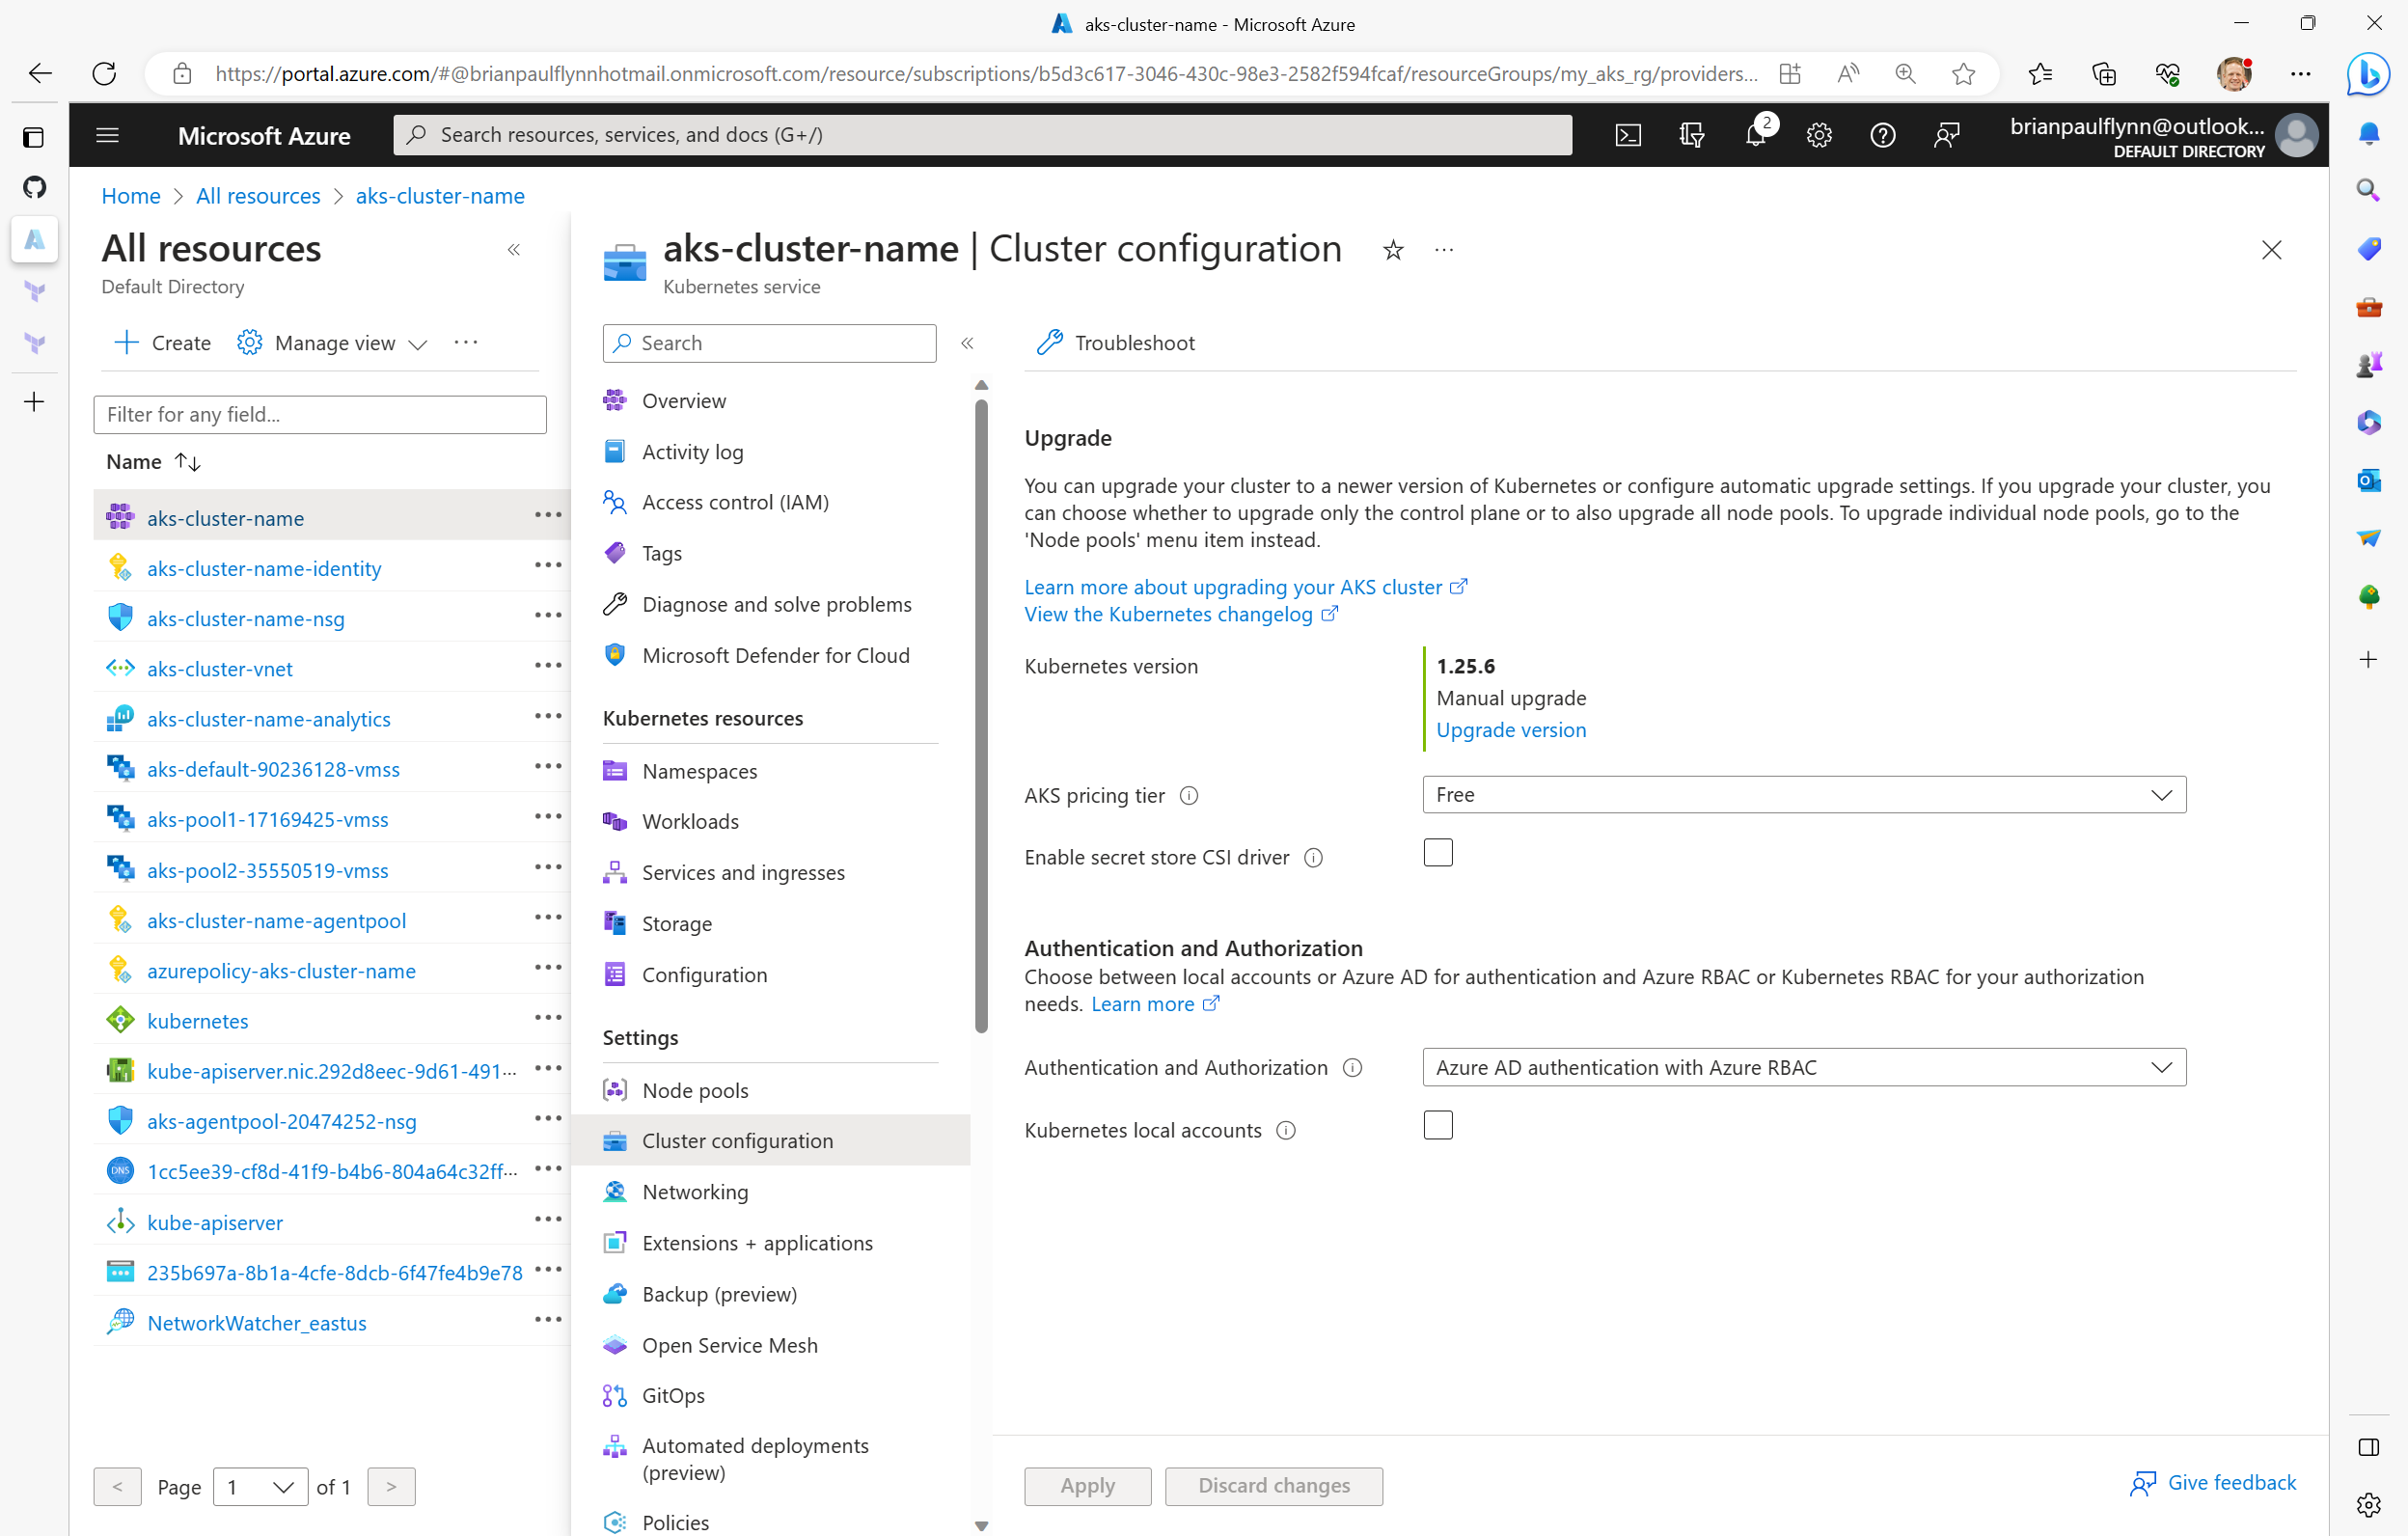 aks-cluster-name - Microsoft Azure
https://portal.azure.com/#@brianpaulflynnhotmail.onmicrosoft.com/resource/subscriptions/b5d3c617-3046-430c-98e3-2582f594fcaf/resourceGroups/my_aks_rg/providers...
Microsoft Azure
Search resources, services, and docs (G+/)
2
brianpaulflynn@outlook...
DEFAULT DIRECTORY
Home > All resources > aks-cluster-name
All resources
Default Directory
Create
Manage view
Filter for any field...
Name
aks-cluster-name
aks-cluster-name-identity
aks-cluster-name-nsg
aks-cluster-vnet
aks-cluster-name-analytics
aks-default-90236128-vmss
aks-pool1-17169425-vmss
aks-pool2-35550519-vmss
aks-cluster-name-agentpool
azurepolicy-aks-cluster-name
kubernetes
kube-apiserver.nic.292d8eec-9d61-491...
aks-agentpool-20474252-nsg
DNS
1cc5ee39-cf8d-41f9-b4b6-804a64c32ff...
kube-apiserver
235b697a-8b1a-4cfe-8dcb-6f47fe4b9e78
NetworkWatcher_eastus
< Page 1 of 1 >
aks-cluster-name | Cluster configuration
Kubernetes service
Search
Overview
Activity log
Access control (IAM)
Tags
Diagnose and solve problems
Microsoft Defender for Cloud
Kubernetes resources
Namespaces
Workloads
Services and ingresses
Storage
Configuration
Settings
Node pools
Cluster configuration
Networking
Extensions + applications
Backup (preview)
Open Service Mesh
GitOps
Automated deployments
(preview)
Policies
Troubleshoot
Upgrade
You can upgrade your cluster to a newer version of Kubernetes or configure automatic upgrade settings. If you upgrade your cluster, you
can choose whether to upgrade only the control plane or to also upgrade all node pools. To upgrade individual node pools, go to the
'Node pools' menu item instead.
Learn more about upgrading your AKS cluster
View the Kubernetes changelog
Kubernetes version
1.25.6
Manual upgrade
Upgrade version
AKS pricing tier
Free
Enable secret store CSI driver
Authentication and Authorization
Choose between local accounts or Azure AD for authentication and Azure RBAC or Kubernetes RBAC for your authorization
needs. Learn more
Authentication and Authorization
Azure AD authentication with Azure RBAC
Kubernetes local accounts
Apply
Discard changes
Give feedback